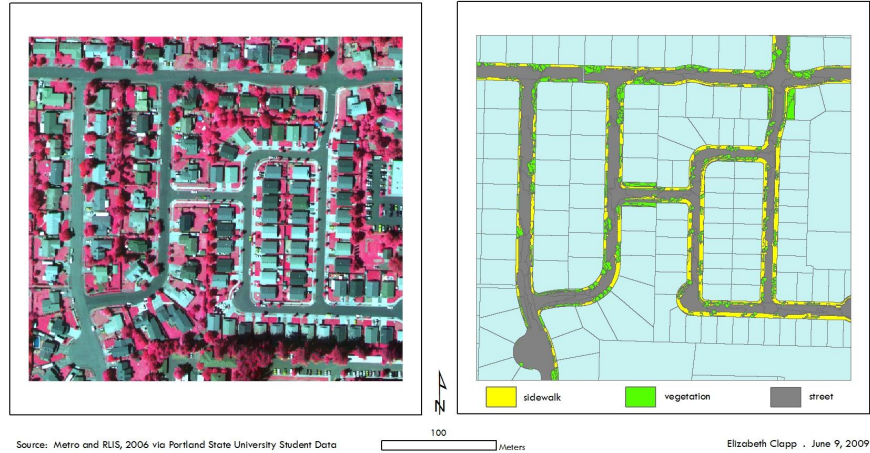 sidewalk
vegetation
street
N
100
Meters
Source: Metro and RLIS, 2006 via Portland State University Student Data
Elizabeth Clapp . June 9, 2009